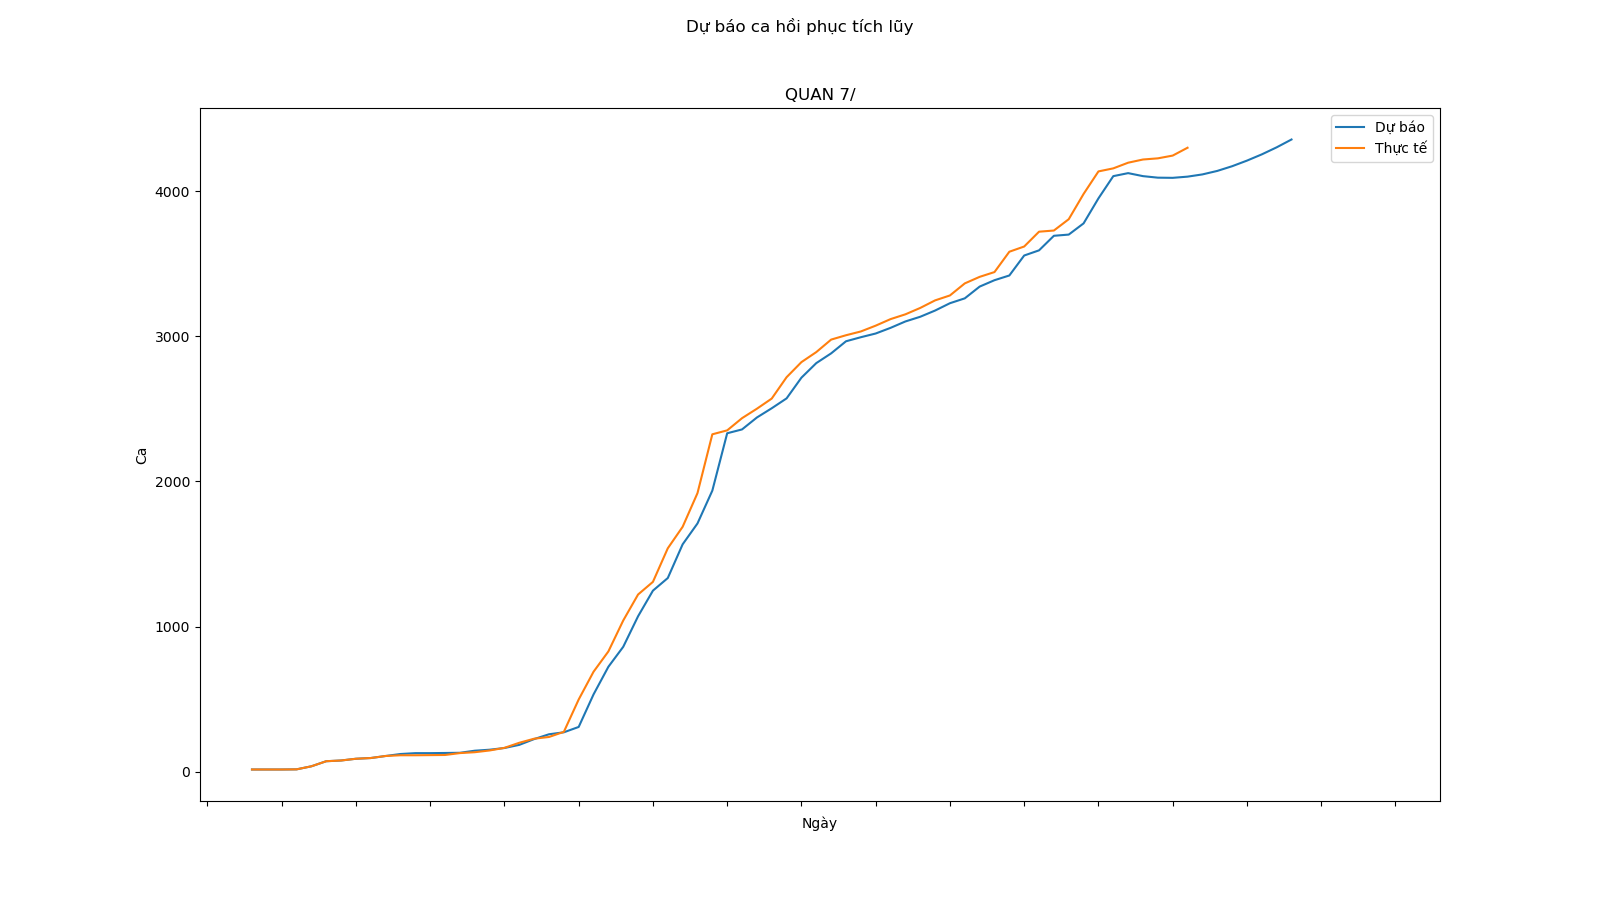 Dự báo ca hồi phục tích lũy
QUAN 7/
Dự báo
Thực tế
4000
3000
2000
1000
0
Ca
Ngày